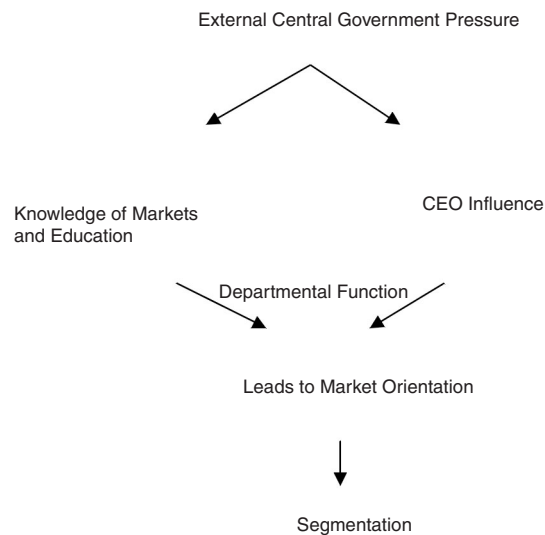 External Central Government Pressure
Knowledge of Markets
and Education
CEO Influence
Departmental Function
Leads to Market Orientation
Segmentation